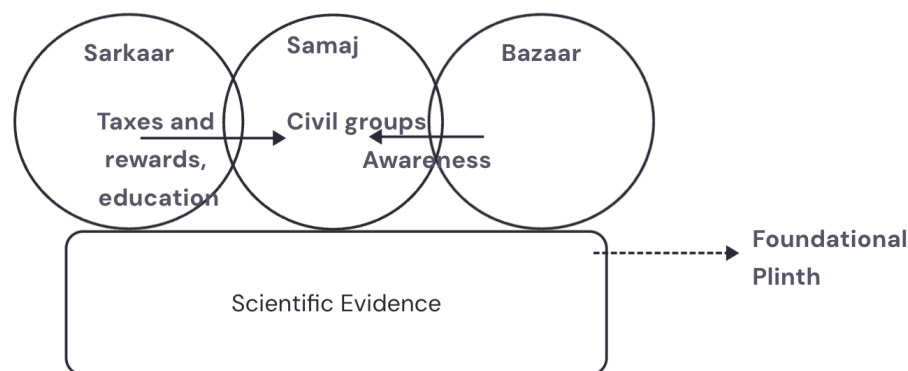 Sarkaar
Samaj
Bazaar
Taxes and
rewards,
education
Civil groups
Awareness
Foundational
Plinth
Scientific Evidence